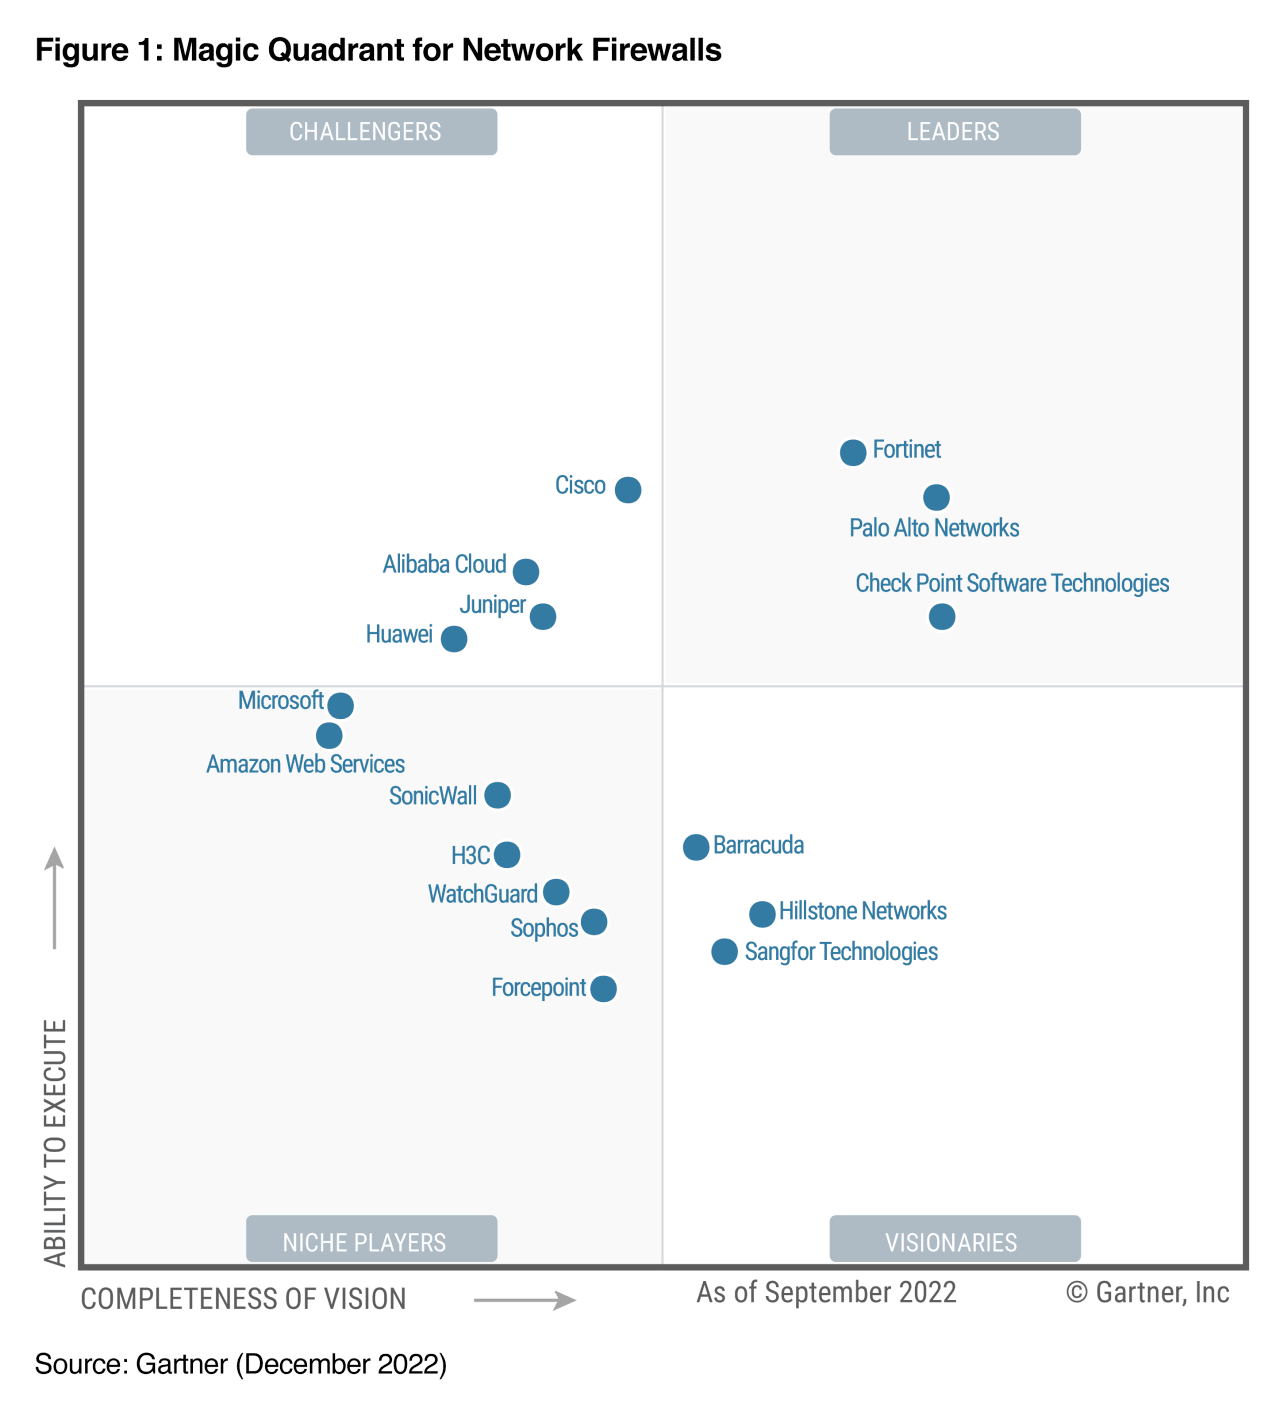 Figure 1: Magic Quadrant for Network Firewalls
CHALLENGERS
LEADERS
Fortinet
Cisco
Palo Alto Networks
Alibaba Cloud
Check Point Software Technologies
Juniper
Huawei
Microsoft
Amazon Web Services
SonicWall
H3C
Barracuda
WatchGuard
Hillstone Networks
Sophos
Sangfor Technologies
Forcepoint
ABILITY TO EXECUTE
NICHE PLAYERS
VISIONARIES
COMPLETENESS OF VISION
As of September 2022
© Gartner, Inc
Source: Gartner (December 2022)